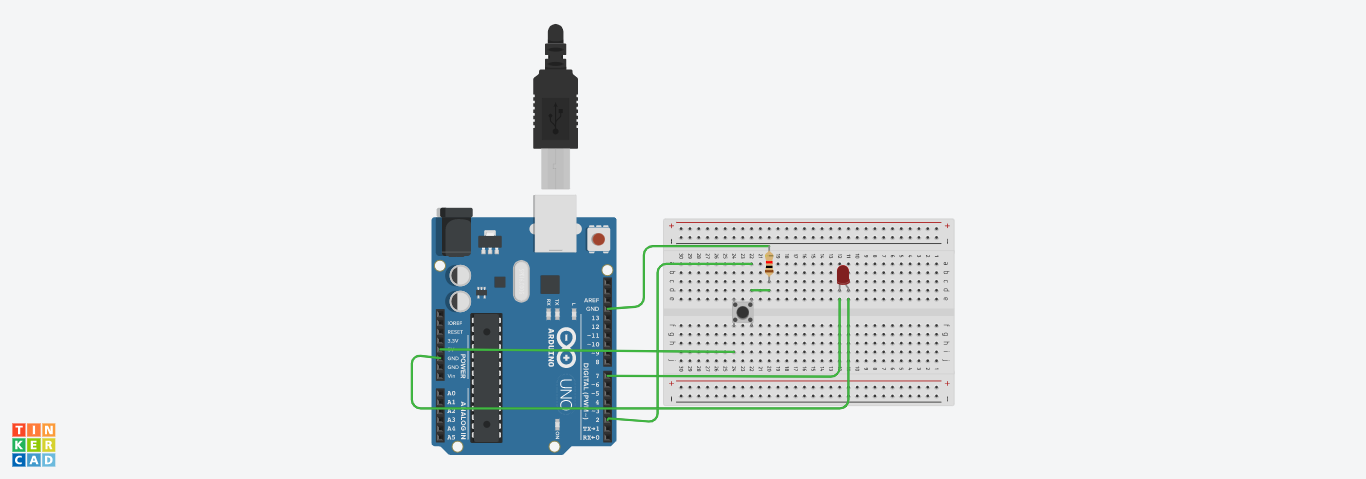 AREF
GND
13
12
~11
~10
~9
8
7
~6
~5
4
~3
2
TX→1
RX←0
DIGITAL (PWM~)
IOREF
RESET
3.3V
5V
GND
GND
Vin
POWER
A0
A1
A2
A3
A4
A5
ANALOG IN
RX
TX
L
ARDUINO
UNO
ON
+
−
a
b
c
d
e
f
g
h
i
j
TIN
KER
CAD